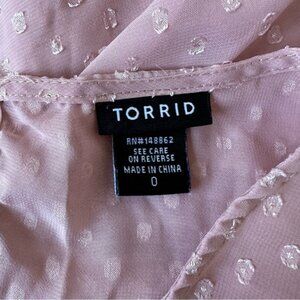 TORRID
RN#148862
SEE CARE
ON REVERSE
MADE IN CHINA
0